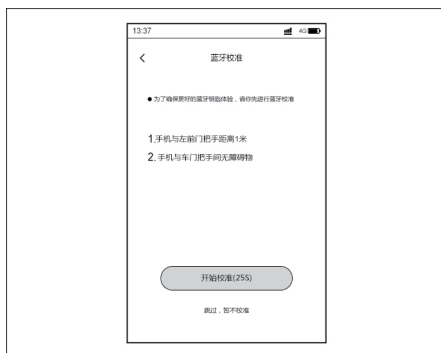 13:37 4G
蓝牙校准
● 为了确保更好的蓝牙钥匙体验，请你先进行蓝牙校准
1.手机与左前门把手距离1米
2.手机与车门把手间无障碍物
开始校准(25S)
跳过，暂不校准